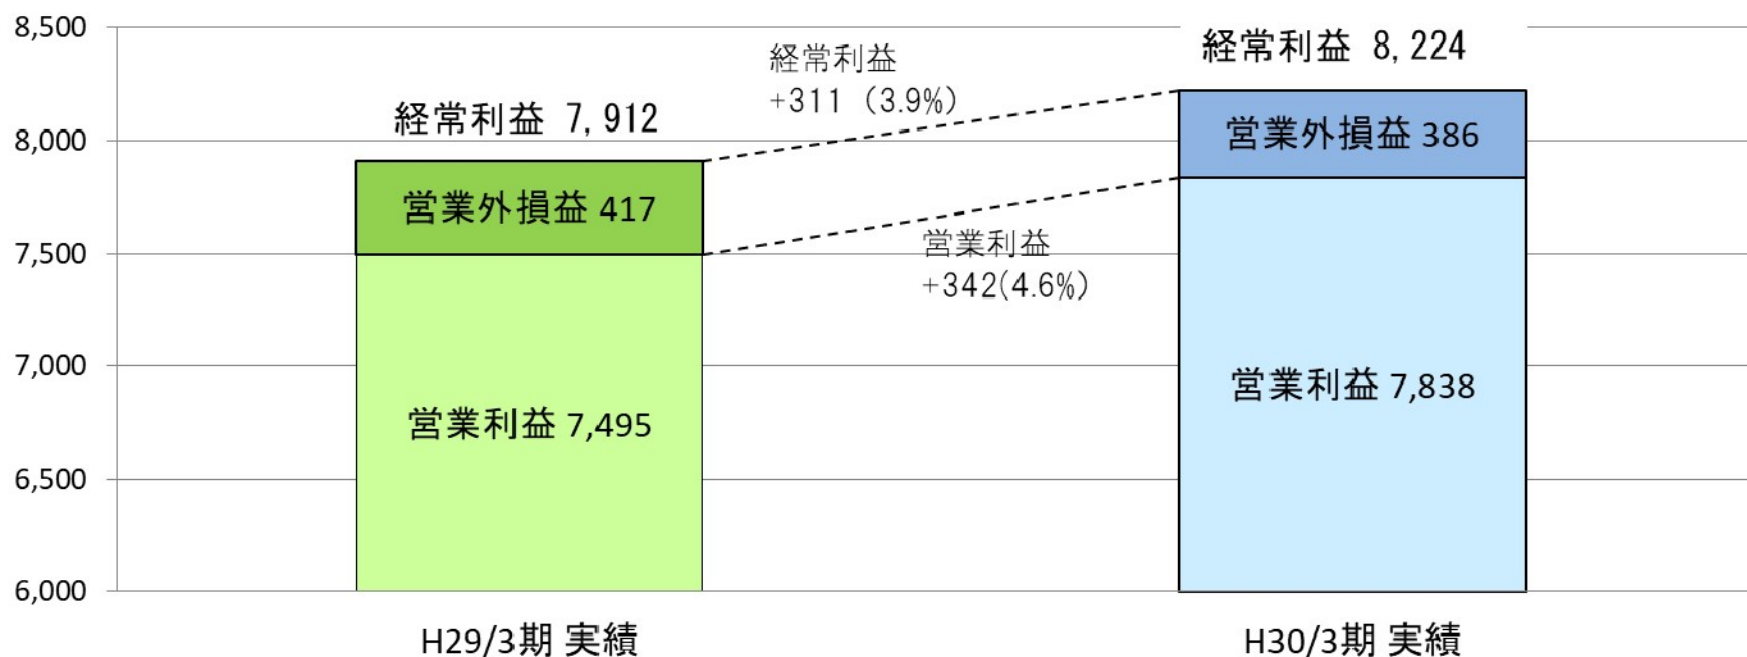 8,500
8,000
7,500
7,000
6,500
6,000
経常利益 7,912
営業外損益 417
営業利益 7,495
経常利益
+311 (3.9%)
営業利益
+342(4.6%)
経常利益 8,224
営業外損益 386
営業利益 7,838
H29/3期 実績
H30/3期 実績